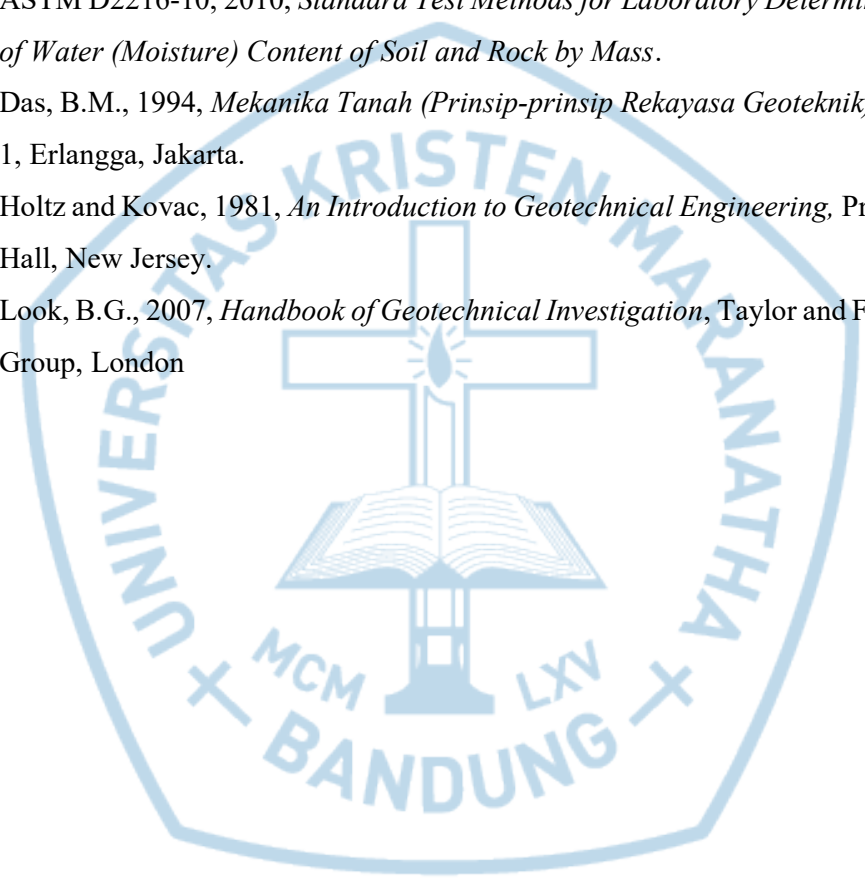 ASTM D2216-10, 2010, Standard Test Methods for Laboratory
of Water (Moisture) Content of Soil and Rock by Mass.
Das, B.M., 1994, Mekanika Tanah (Prinsip-prinsip Rekayasa Geoteknik)
1, Erlangga, Jakarta.
Holtz and Kovac, 1981, An Introduction to Geotechnical Engineering,
Hall, New Jersey.
Look, B.G., 2007, Handbook of Geotechnical Investigation, Taylor and
Group, London
UNIVERSITAS KRISTEN MARANATHA
MCM LXV
BANDUNG